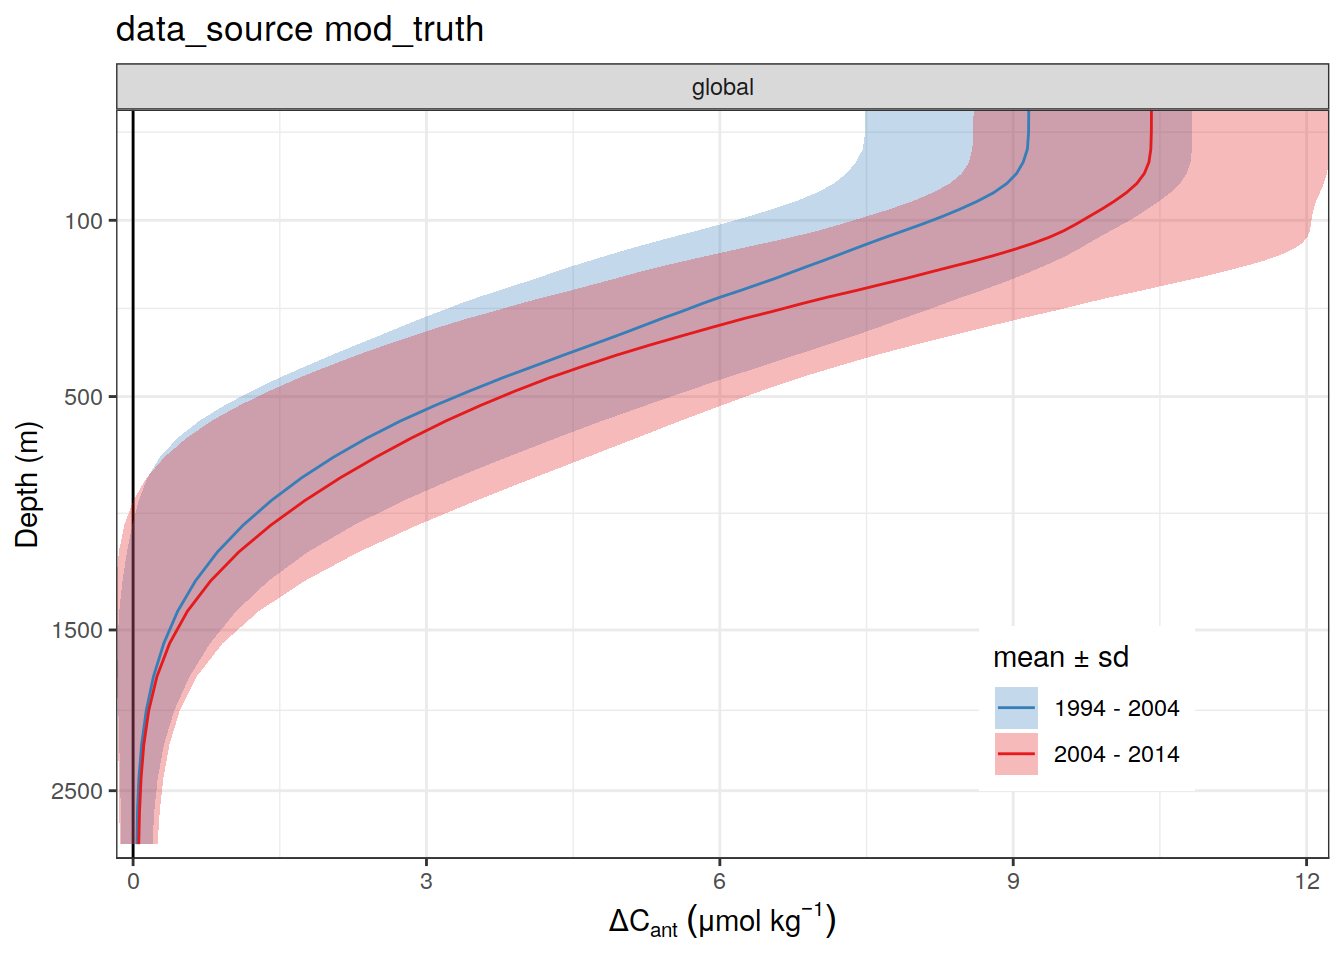 data_source mod_truth
global
100
500
1500
2500
Depth (m)
0 3 6 9 12
ΔCant (μmol kg⁻¹)
mean ± sd
1994 - 2004
2004 - 2014